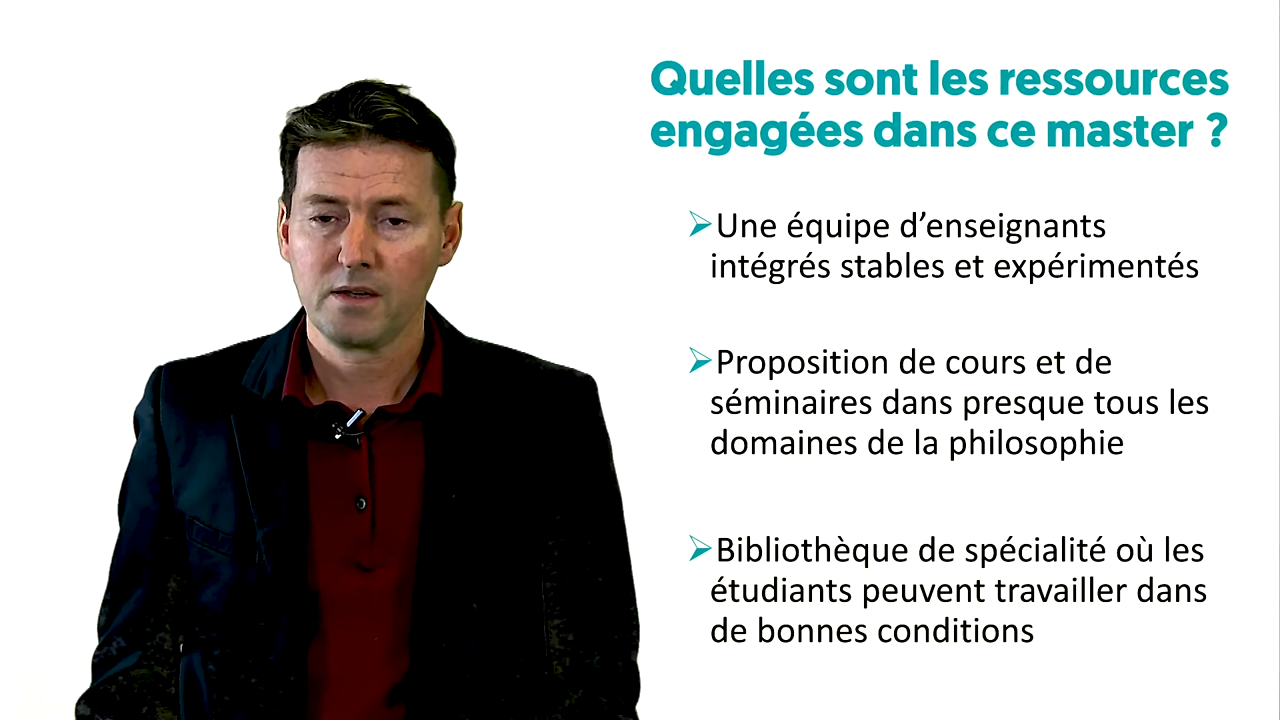 Quelles sont les ressources
engagées dans ce master ?
➢Une équipe d’enseignants
intégrés stables et expérimentés
➢Proposition de cours et de
séminaires dans presque tous les
domaines de la philosophie
➢Bibliothèque de spécialité où les
étudiants peuvent travailler dans
de bonnes conditions